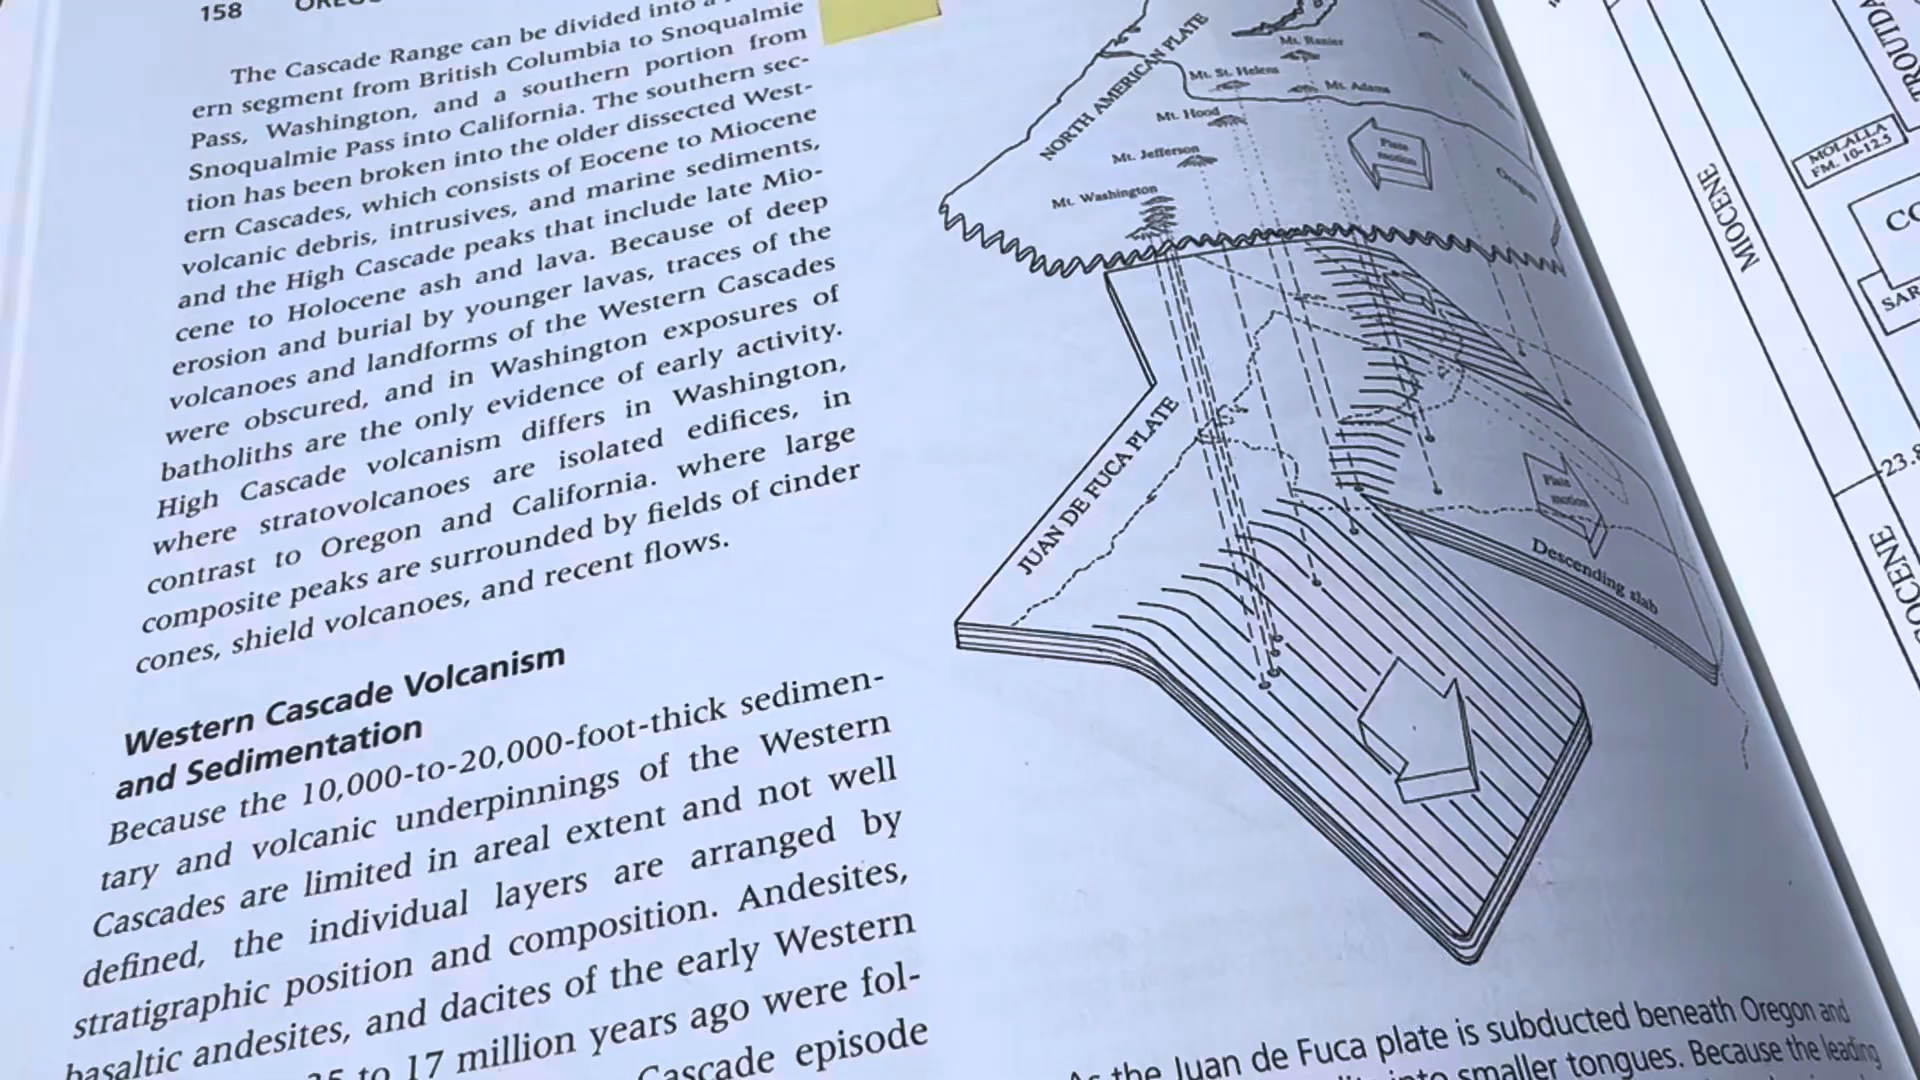 158
The Cascade Range can be divided into a
ern segment from British Columbia to Snoqualmie
Pass, Washington, and a southern portion from
Snoqualmie Pass into California. The southern sec-
tion has been broken into the older dissected West-
ern Cascades, which consists of Eocene to Miocene
volcanic debris, intrusives, and marine sediments,
and the High Cascade peaks that include late Mio-
cene to Holocene ash and lava. Because of deep
erosion and burial by younger lavas, traces of the
volcanoes and landforms of the Western Cascades
were obscured, and in Washington exposures of
batholiths are the only evidence of early activity.
High Cascade volcanism differs in Washington,
where stratovolcanoes are isolated edifices, in
contrast to Oregon and California. where large
composite peaks are surrounded by fields of cinder
cones, shield volcanoes, and recent flows.
Western Cascade Volcanism
and Sedimentation
Because the 10,000-to-20,000-foot-thick sedimen-
tary and volcanic underpinnings of the Western
Cascades are limited in areal extent and not well
defined, the individual layers are arranged by
stratigraphic position and composition. Andesites,
basaltic andesites, and dacites of the early Western
to 17 million years ago were fol-
Cascade episode
NORTH AMERICAN PLATE
Mt. Ranier
Mt. St. Helens
Mt. Adams
Mt. Hood
Mt. Jefferson
Mt. Washington
Plate
motion
Oregon
JUAN DE FUCA PLATE
Plate
motion
Descending slab
As the Juan de Fuca plate is subducted beneath Oregon and
into smaller tongues. Because the leading
MIOCENE
MOLALLA
FM. 10-12.5
23.8